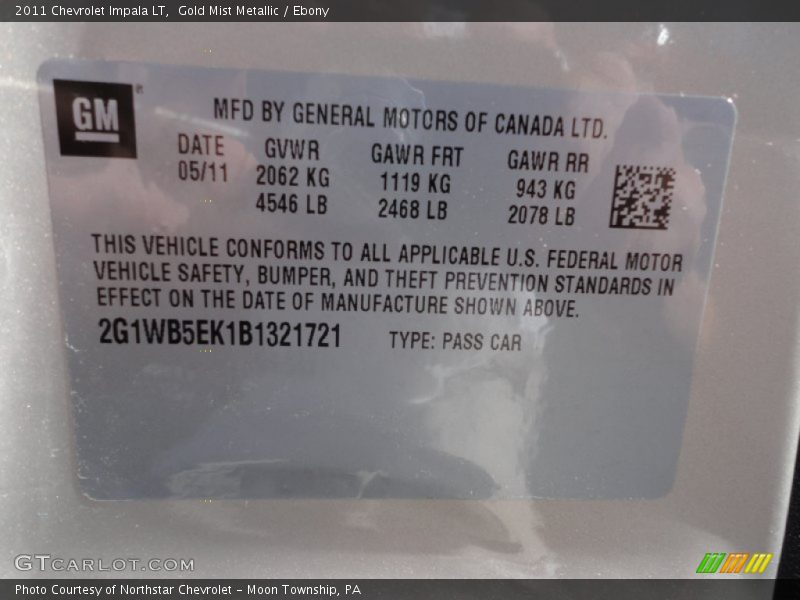 2011 Chevrolet Impala LT, Gold Mist Metallic / Ebony
GM®
MFD BY GENERAL MOTORS OF CANADA LTD.
DATE GVWR GAWR FRT GAWR RR
05/11 2062 KG 1119 KG 943 KG
4546 LB 2468 LB 2078 LB
THIS VEHICLE CONFORMS TO ALL APPLICABLE U.S. FEDERAL MOTOR
VEHICLE SAFETY, BUMPER, AND THEFT PREVENTION STANDARDS IN
EFFECT ON THE DATE OF MANUFACTURE SHOWN ABOVE.
2G1WB5EK1B1321721 TYPE: PASS CAR
GTCARLOT.COM
Photo Courtesy of Northstar Chevrolet - Moon Township, PA